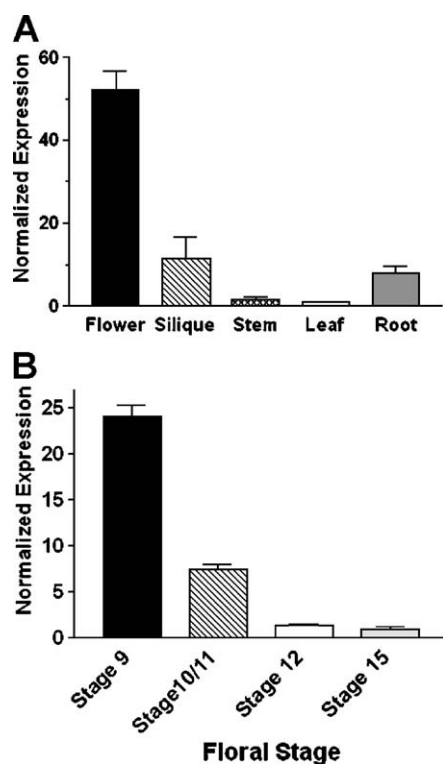 A
Normalized Expression
60
40
20
0
Flower Silique Stem Leaf Root
B
Normalized Expression
25
20
15
10
5
0
Stage 9 Stage10/11 Stage 12 Stage 15
Floral Stage